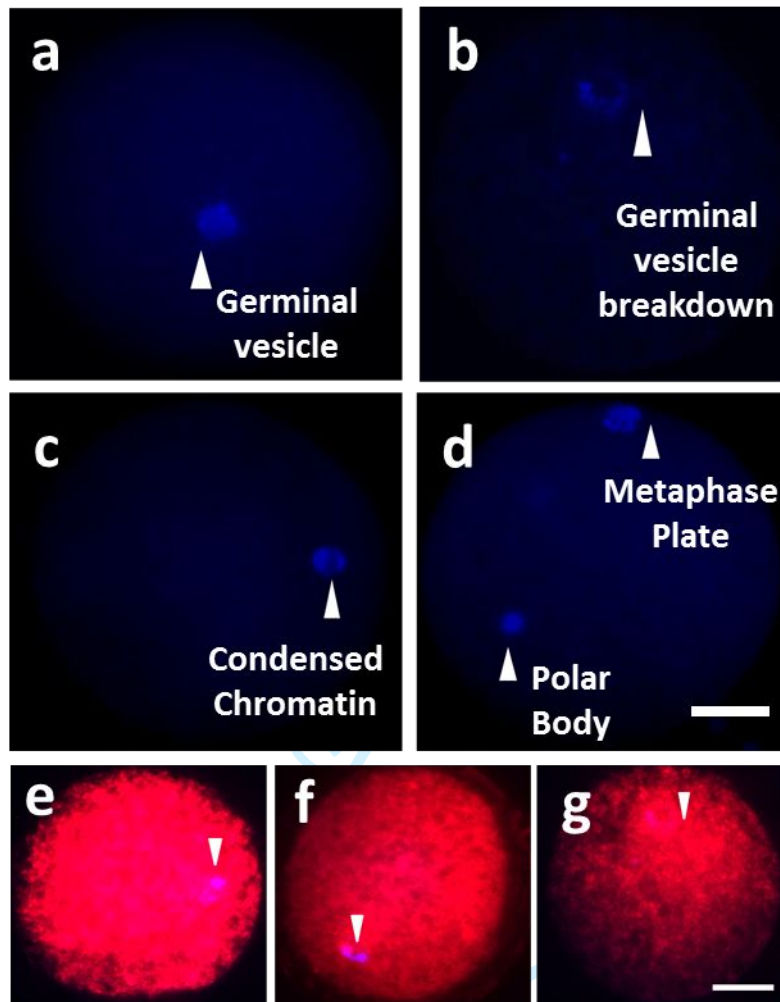 a
Germinal
vesicle
b
Germinal
vesicle
breakdown
c
Condensed
Chromatin
d
Metaphase
Plate
Polar
Body
e
f
g